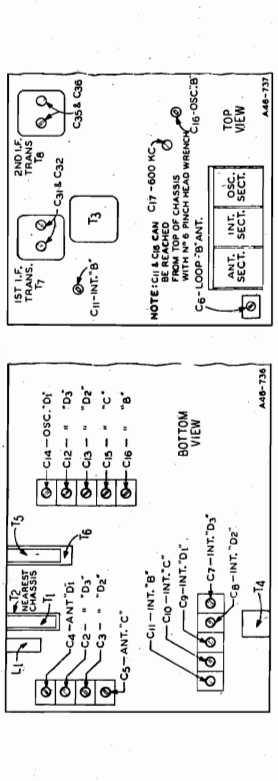 1ST I.F.
TRANS.
T7
C31 & C32
2ND I.F.
TRANS
T8
C35 & C36
T3
C11-INT."B"
C17-600 KC.
C16-OSC."B"
NOTE: C11 & C16 CAN
BE REACHED
FROM TOP OF CHASSIS
WITH Nº 6 PINCH HEAD WRENCH
C6-LOOP "B" ANT.
ANT. SECT.
INT. SECT.
OSC. SECT.
TOP
VIEW
A46-737
L1
T2
NEAREST
CHASSIS
T1
T5
T6
C4-ANT "D1"
C2- " "D3"
C3- " "D2"
C5-ANT. "C"
C14-OSC. "D1"
C12- " "D3"
C13- " "D2"
C15- " "C"
C16- " "B"
BOTTOM
VIEW
C11-INT. "B"
C10-INT. "C"
C9-INT. "D1"
C7-INT. "D3"
C8-INT. "D2"
T4
A46-736